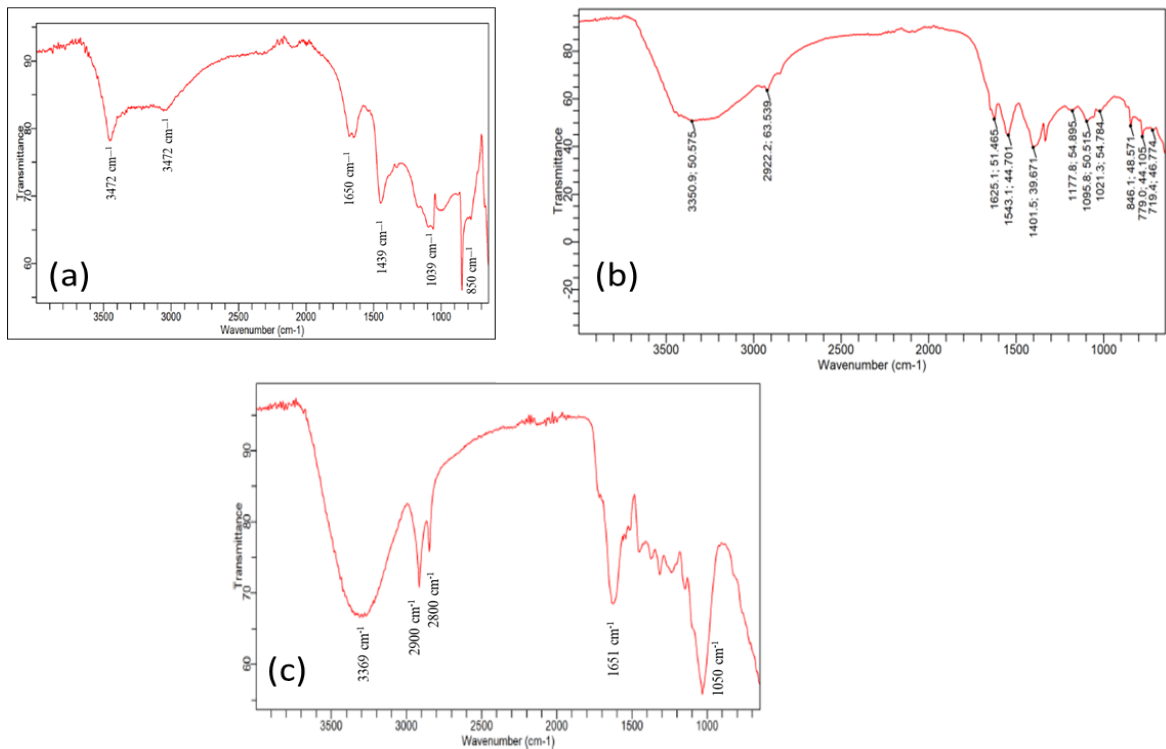 (a)
Transmittance
90
80
70
60
3472 cm⁻¹
3472 cm⁻¹
1650 cm⁻¹
1439 cm⁻¹
1039 cm⁻¹
850 cm⁻¹
3500 3000 2500 2000 1500 1000
Wavenumber (cm-1)
(b)
Transmittance
80
60
40
20
0
-20
3350.9; 50.575
2922.2; 63.539
1625.1; 51.465
1543.1; 44.701
1401.5; 39.671
1177.8; 54.895
1095.8; 50.515
1021.3; 54.784
846.1; 48.571
779.0; 44.105
719.4; 46.774
3500 3000 2500 2000 1500 1000
Wavenumber (cm-1)
(c)
Transmittance
90
80
70
60
3369 cm⁻¹
2900 cm⁻¹
2800 cm⁻¹
1651 cm⁻¹
1050 cm⁻¹
3500 3000 2500 2000 1500 1000
Wavenumber (cm-1)